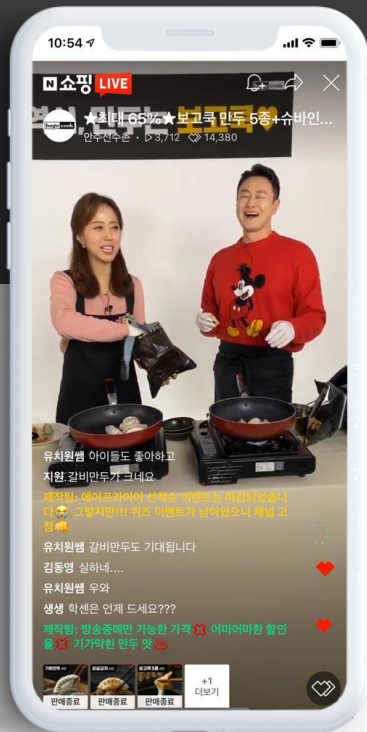 10:54
N 쇼핑 LIVE
만두는 보고쿡
★최대 65%★보고쿡 만두 5종+슈바인...
안주선수촌 · ▷3,712 14,380
유치원쌤 아이들도 좋아하고
지원 갈비만두가 크네요
제작팀: 에어프라이어 선착순 이벤트는 마감되었습니
다😭 그렇지만!!! 퀴즈 이벤트가 남아있으니 채널 고
정👊
유치원쌤 갈비만두도 기대됩니다
김동영 실하네....
유치원쌤 우와
생생 학센은 언제 드세요???
제작팀: 방송중에만 가능한 가격💢 어마어마한 할인
율💢 기가막힌 만두 맛♨
판매종료
판매종료
판매종료
+1
더보기